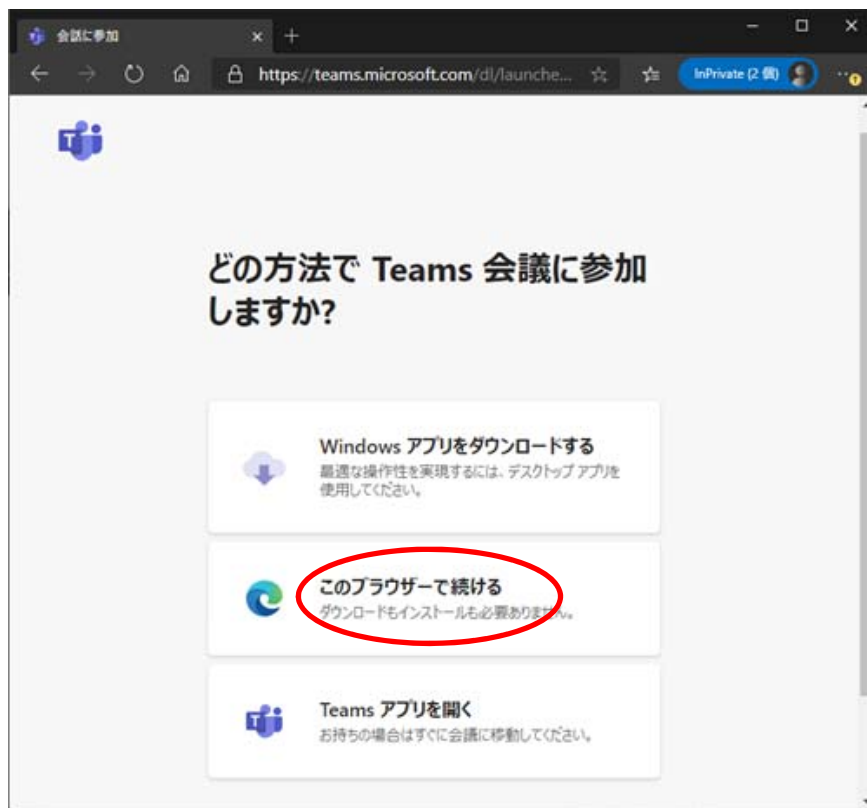 会議に参加
https://teams.microsoft.com/dl/launche...
InPrivate (2 個)
どの方法で Teams 会議に参加
しますか?
Windows アプリをダウンロードする
最適な操作性を実現するには、デスクトップ アプリを
使用してください。
このブラウザーで続ける
ダウンロードもインストールも必要ありません。
Teams アプリを開く
お持ちの場合はすぐに会議に移動してください。